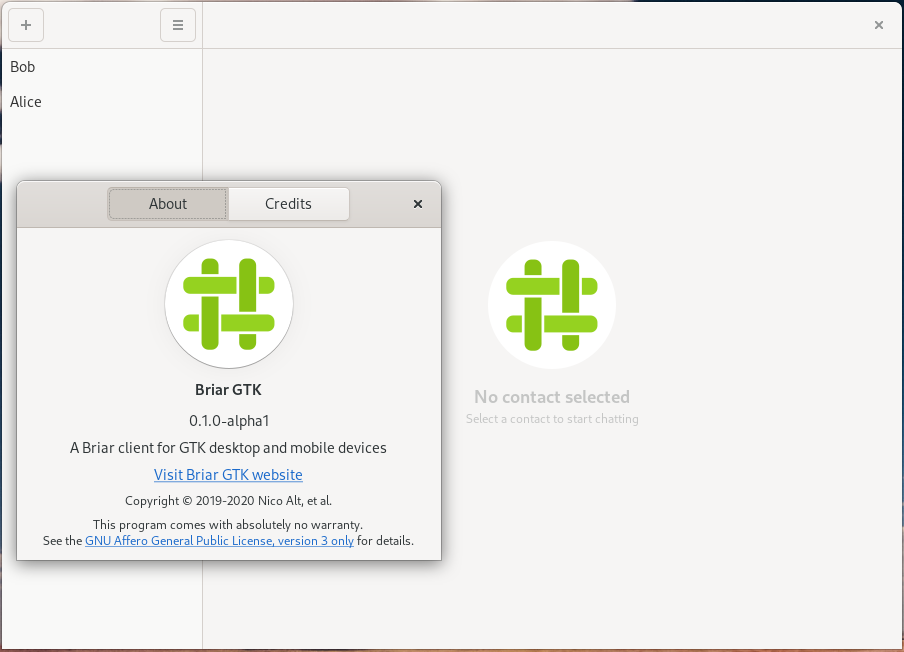 Bob
Alice
About
Credits
Briar GTK
0.1.0-alpha1
A Briar client for GTK desktop and mobile devices
Visit Briar GTK website
Copyright © 2019-2020 Nico Alt, et al.
This program comes with absolutely no warranty.
See the GNU Affero General Public License, version 3 only for details.
No contact selected
Select a contact to start chatting